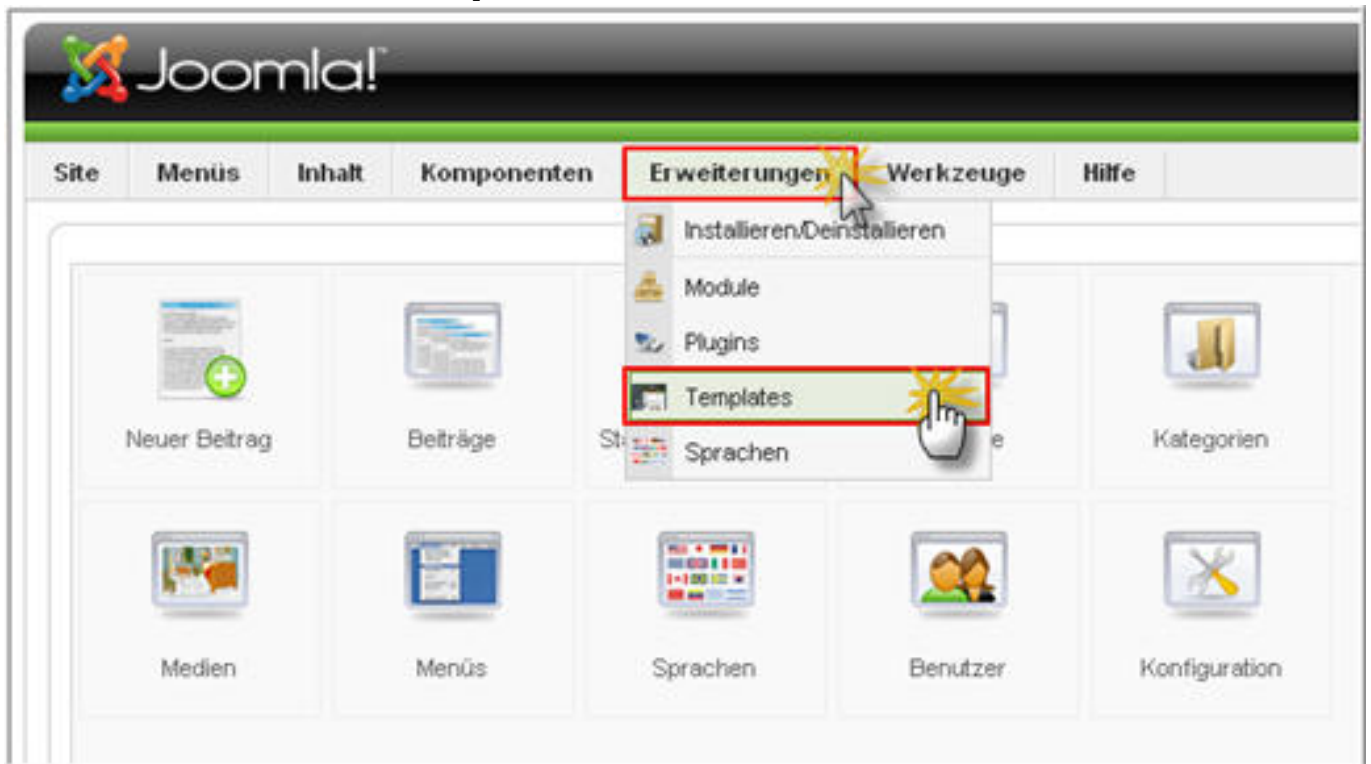 Joomla!
Site Menüs Inhalt Komponenten Erweiterungen Werkzeuge Hilfe
Installieren/Deinstallieren
Module
Plugins
Templates
Sprachen
Neuer Beitrag Beiträge Kategorien
Medien Menüs Sprachen Benutzer Konfiguration